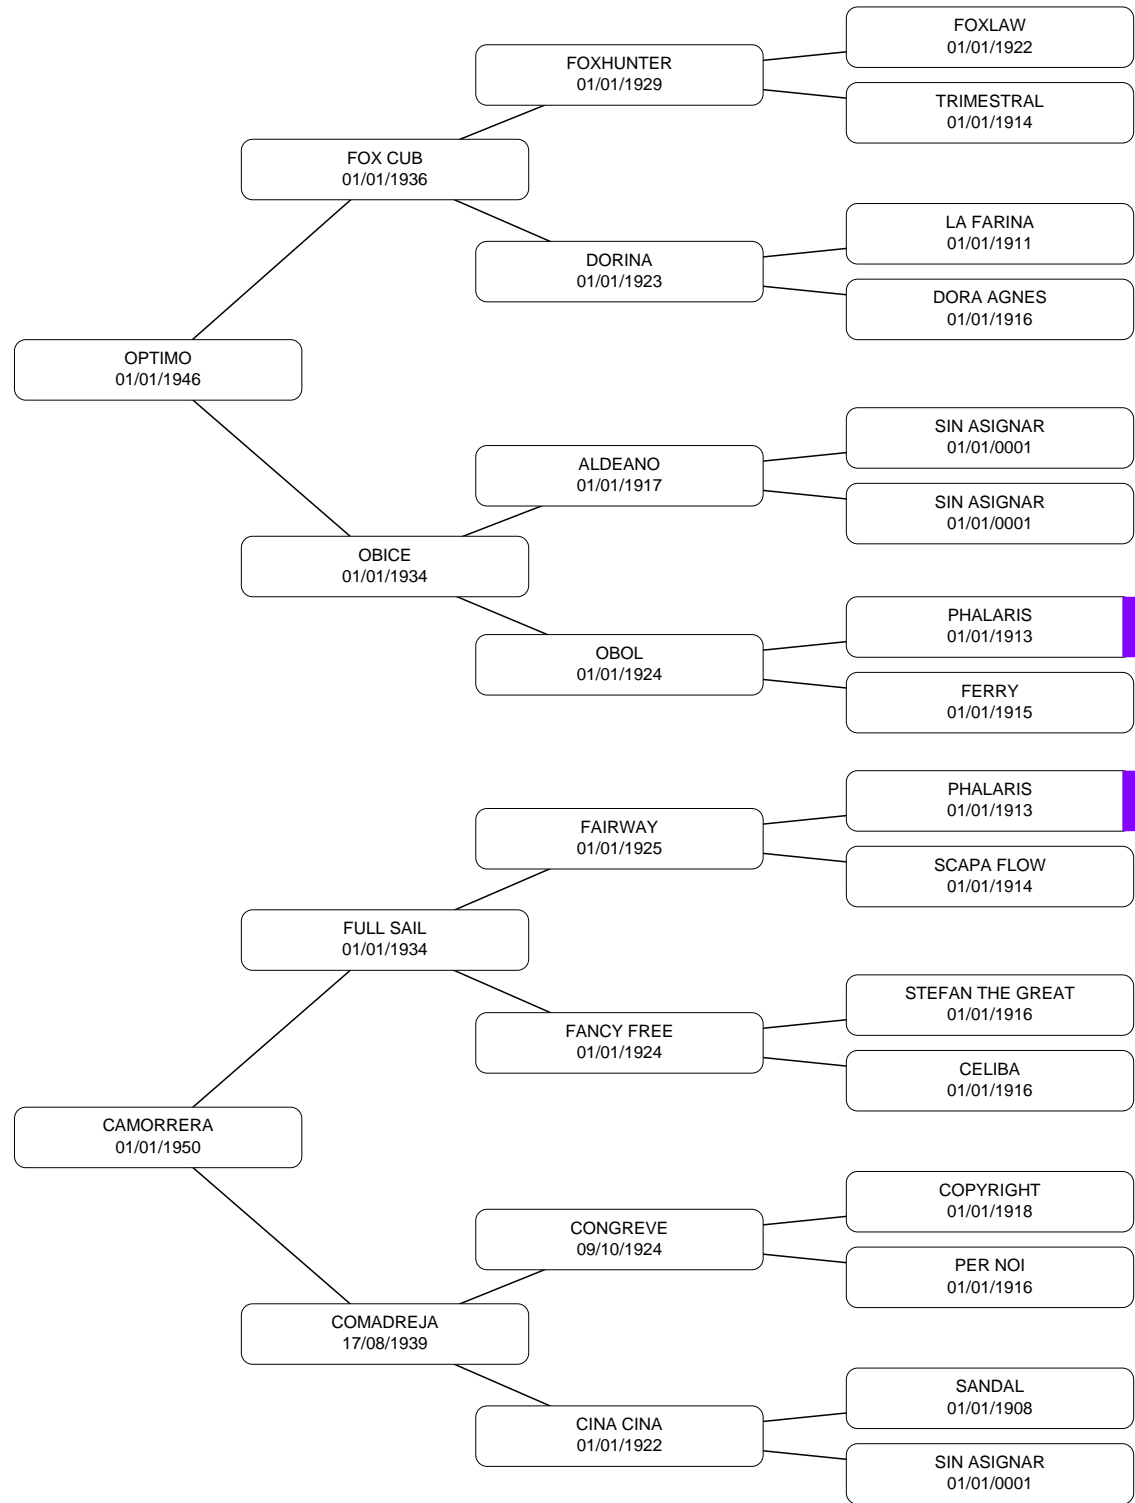 FOXLAW
01/01/1922
FOXHUNTER
01/01/1929
TRIMESTRAL
01/01/1914
FOX CUB
01/01/1936
LA FARINA
01/01/1911
DORINA
01/01/1923
DORA AGNES
01/01/1916
OPTIMO
01/01/1946
SIN ASIGNAR
01/01/0001
ALDEANO
01/01/1917
SIN ASIGNAR
01/01/0001
OBICE
01/01/1934
PHALARIS
01/01/1913
OBOL
01/01/1924
FERRY
01/01/1915
PHALARIS
01/01/1913
FAIRWAY
01/01/1925
SCAPA FLOW
01/01/1914
FULL SAIL
01/01/1934
STEFAN THE GREAT
01/01/1916
FANCY FREE
01/01/1924
CELIBA
01/01/1916
CAMORRERA
01/01/1950
COPYRIGHT
01/01/1918
CONGREVE
09/10/1924
PER NOI
01/01/1916
COMADREJA
17/08/1939
SANDAL
01/01/1908
CINA CINA
01/01/1922
SIN ASIGNAR
01/01/0001